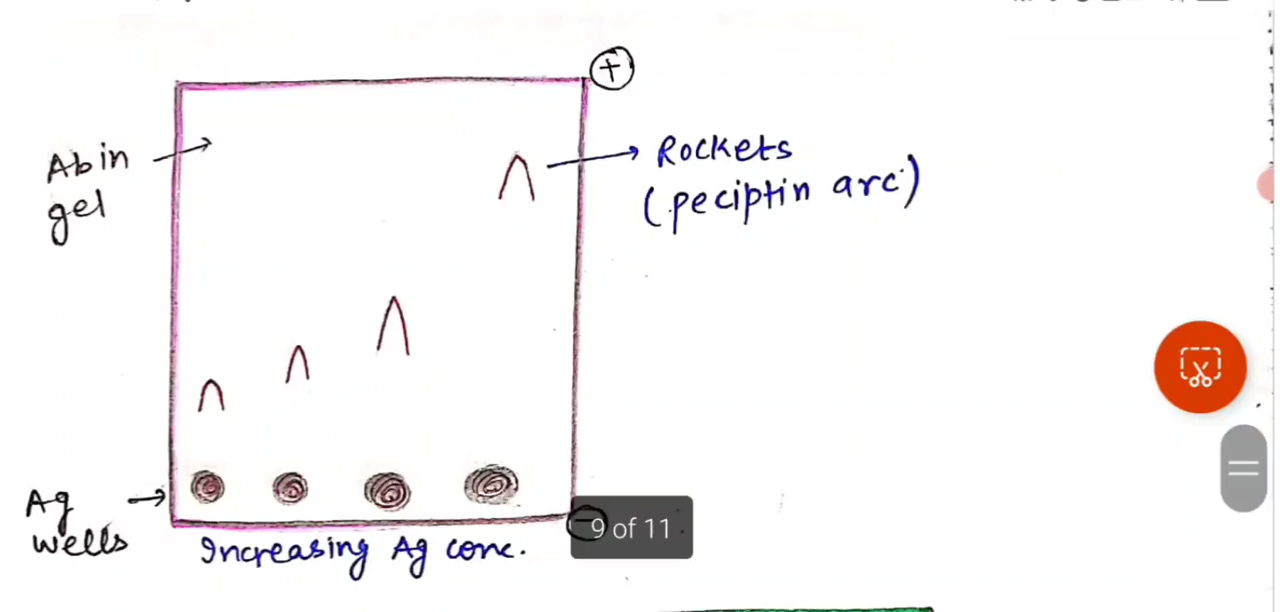 +
Ab in
gel
Rockets
(peciptin arc)
Ag
wells
Increasing Ag conc.
-
9 of 11